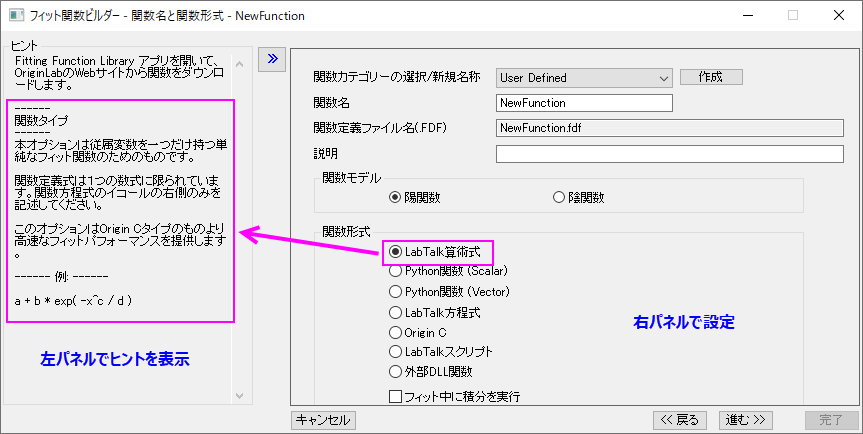 フィット関数ビルダー - 関数名と関数形式 - NewFunction
ヒント
Fitting Function Library アプリを開いて、
OriginLabのWebサイトから関数をダウンロ
ードします。
------
関数タイプ
------
本オプションは従属変数を一つだけ持つ単
純なフィット関数のためのものです。
関数定義式は1つの数式に限られていま
す。関数方程式のイコールの右側のみを
記述してください。
このオプションはOrigin Cタイプのものより
高速なフィットパフォーマンスを提供します
。
------ 例: ------
a + b * exp( -x^c / d )
左パネルでヒントを表示
»
関数カテゴリーの選択/新規名称 User Defined 作成
関数名 NewFunction
関数定義ファイル名(.FDF) NewFunction.fdf
説明
関数モデル
陽関数 陰関数
関数形式
LabTalk算術式
Python関数 (Scalar)
Python関数 (Vector)
LabTalk方程式
Origin C
LabTalkスクリプト
外部DLL関数
フィット中に積分を実行
右パネルで設定
キャンセル << 戻る 進む >> 完了